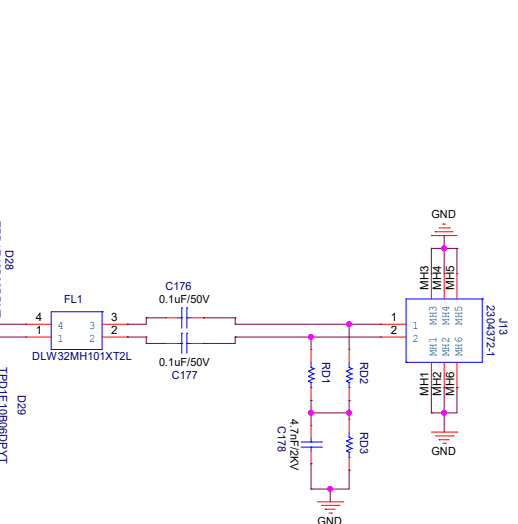 GND
MH3
MH4
MH5
MH3
MH4
MH5
D28
C176
0.1uF/50V
FL1
4
3
4
3
1
2
1
2
DLW32MH101XT2L
0.1uF/50V
C177
1
1
2
2
J13
2304372-1
MH1
MH2
MH6
MH1
MH2
MH6
GND
RD1
RD2
D29
TPD1E10B06DPYT
4.7nF/2KV
C178
RD3
GND